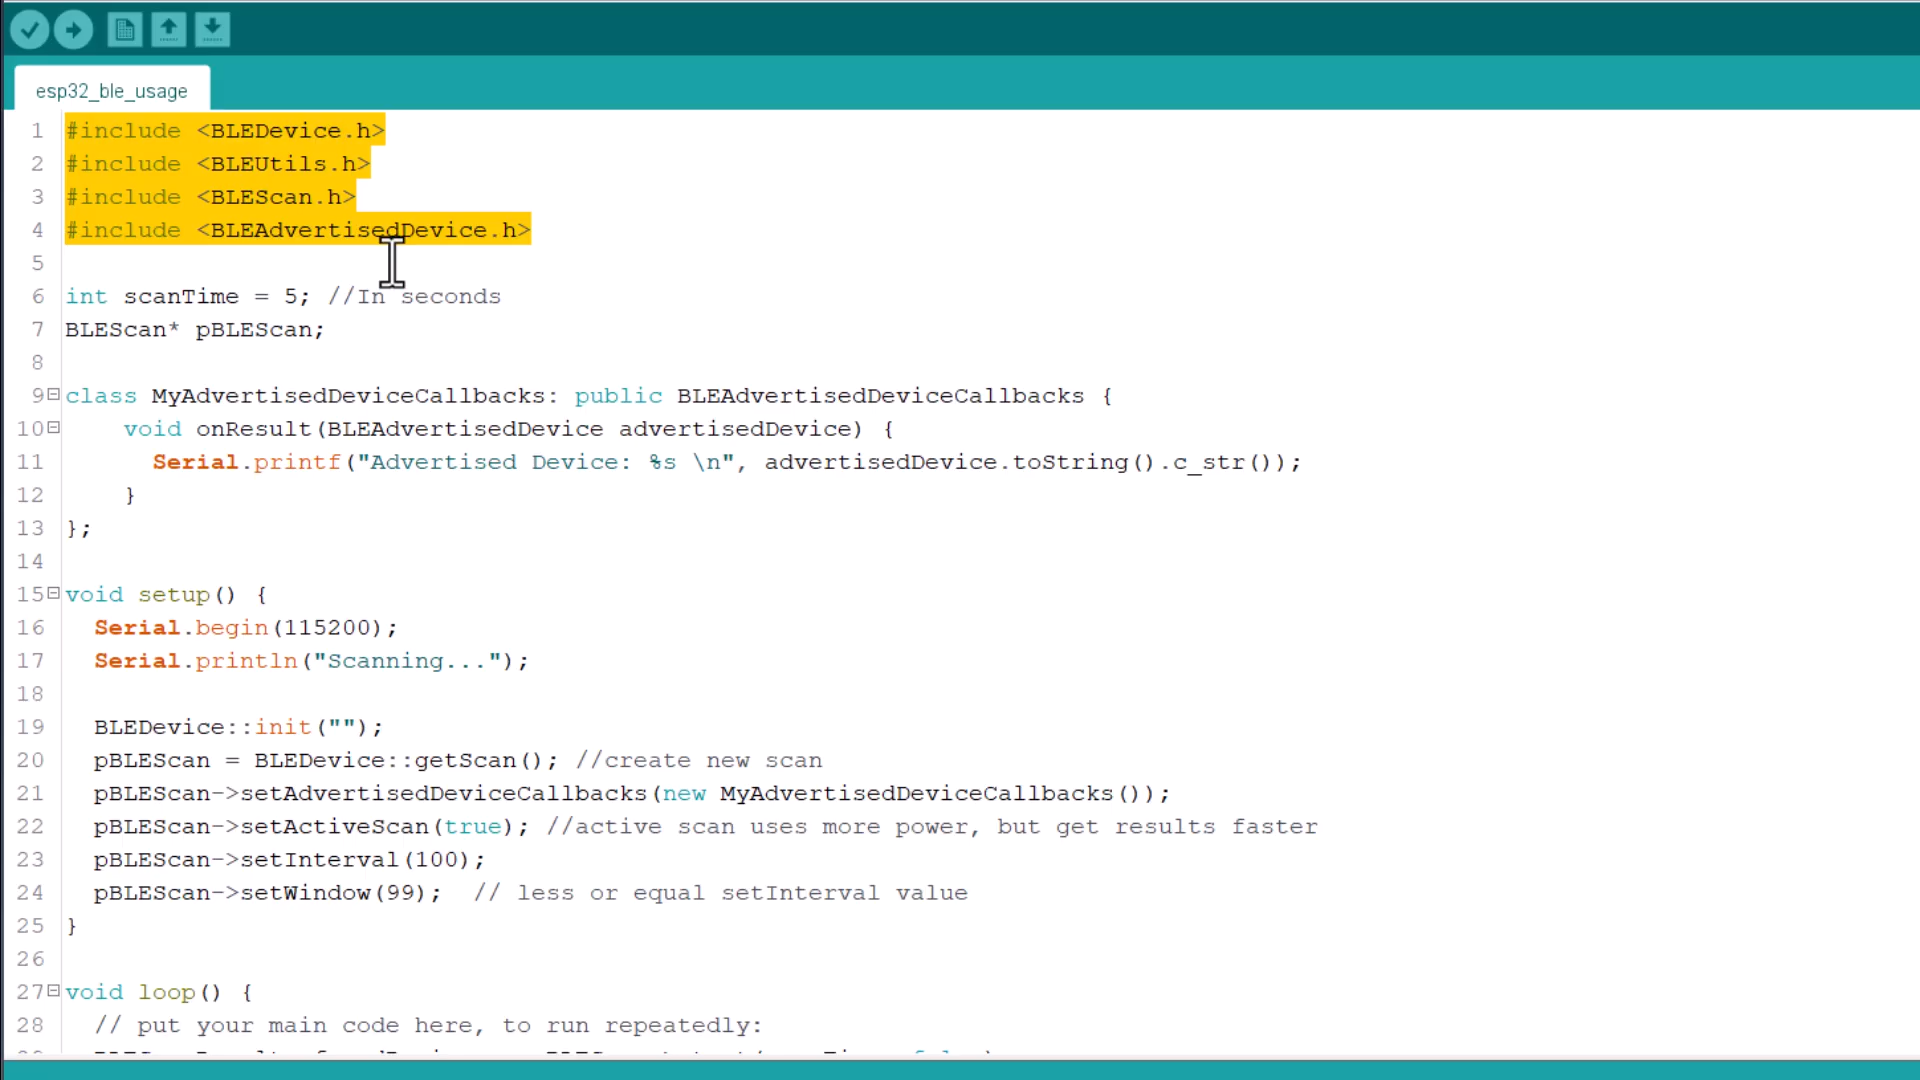 esp32_ble_usage
1 #include <BLEDevice.h>
2 #include <BLEUtils.h>
3 #include <BLEScan.h>
4 #include <BLEAdvertisedDevice.h>
5
6 int scanTime = 5; //In seconds
7 BLEScan* pBLEScan;
8
9 class MyAdvertisedDeviceCallbacks: public BLEAdvertisedDeviceCallbacks {
10 void onResult(BLEAdvertisedDevice advertisedDevice) {
11 Serial.printf("Advertised Device: %s \n", advertisedDevice.toString().c_str());
12 }
13 };
14
15 void setup() {
16 Serial.begin(115200);
17 Serial.println("Scanning...");
18
19 BLEDevice::init("");
20 pBLEScan = BLEDevice::getScan(); //create new scan
21 pBLEScan->setAdvertisedDeviceCallbacks(new MyAdvertisedDeviceCallbacks());
22 pBLEScan->setActiveScan(true); //active scan uses more power, but get results faster
23 pBLEScan->setInterval(100);
24 pBLEScan->setWindow(99); // less or equal setInterval value
25 }
26
27 void loop() {
28 // put your main code here, to run repeatedly: